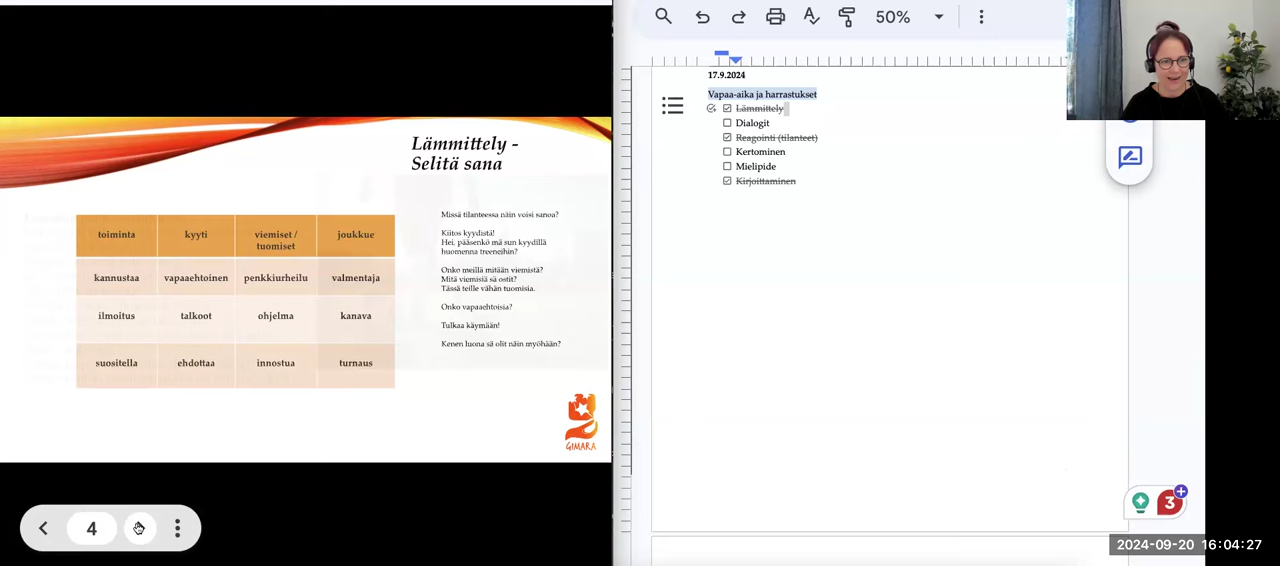 Lämmittely -
Selitä sana
toiminta
kyyti
viemiset /
tuomiset
joukkue
kannustaa
vapaaehtoinen
penkkiurheilu
valmentaja
ilmoitus
talkoot
ohjelma
kanava
suositella
ehdottaa
innostua
turnaus
Missä tilanteessa näin voisi sanoa?
Kiitos kyydistä!
Hei, pääsenkö mä sun kyydillä
huomenna treeneihin?
Onko meillä mitään viemistä?
Mitä viemisiä sä ostit?
Tässä teille vähän tuomisia.
Onko vapaaehtoisia?
Tulkaa käymään!
Kenen luona sä olit näin myöhään?
GIMARA
4
50%
17.9.2024
Vapaa-aika ja harrastukset
Lämmittely
Dialogit
Reagointi (tilanteet)
Kertominen
Mielipide
Kirjoittaminen
3
2024-09-20 16:04:27